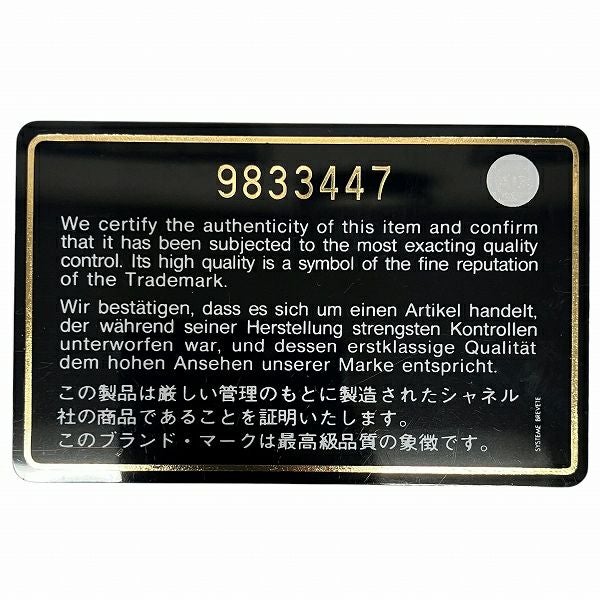 9833447
We certify the authenticity of this item and confirm
that it has been subjected to the most exacting quality
control. Its high quality is a symbol of the fine reputation
of the Trademark.
Wir bestätigen, dass es sich um einen Artikel handelt,
der während seiner Herstellung strengsten Kontrollen
unterworfen war, und dessen erstklassige Qualität
dem hohen Ansehen unserer Marke entspricht.
この製品は厳しい管理のもとに製造されたシャネル
社の商品であることを証明いたします。
このブランド・マークは最高級品質の象徴です。
SYSTEME BREVETE